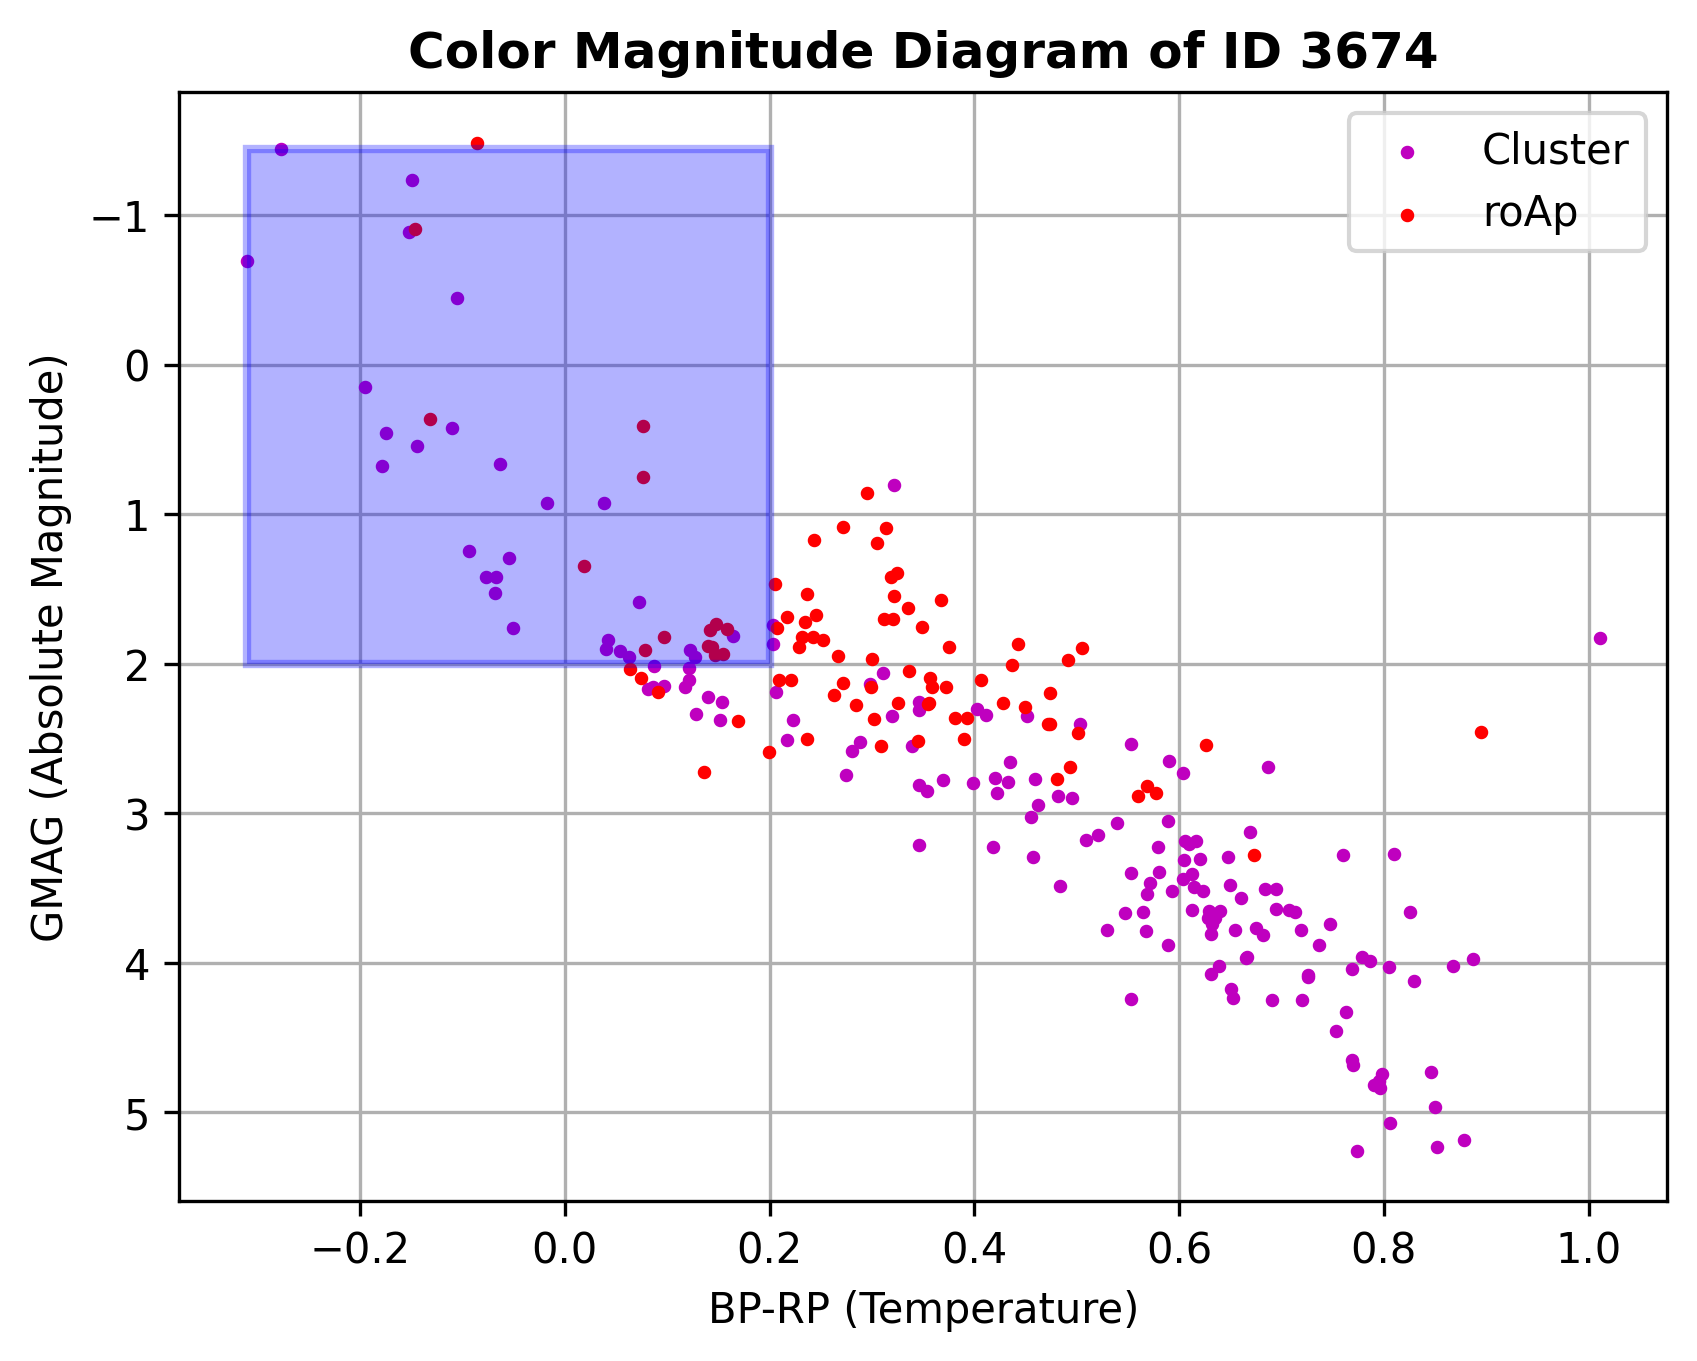 Color Magnitude Diagram of ID 3674
Cluster
roAp
GMAG (Absolute Magnitude)
−1
0
1
2
3
4
5
−0.2 0.0 0.2 0.4 0.6 0.8 1.0
BP-RP (Temperature)